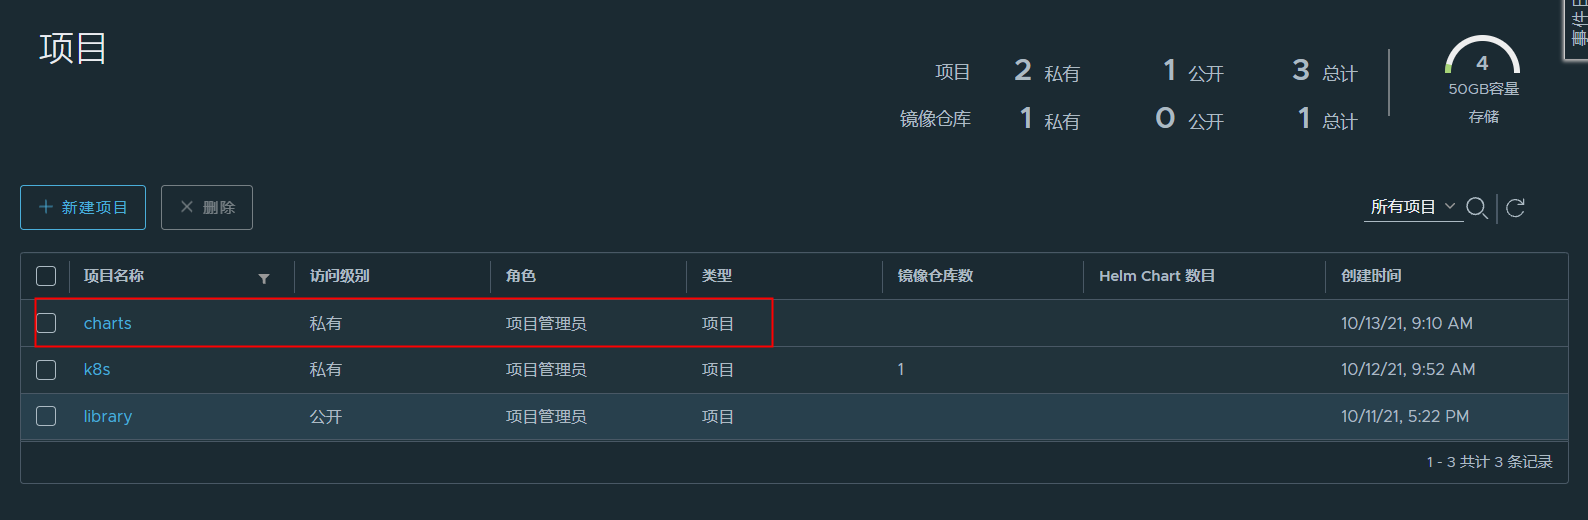 项目
事件日
项目 2 私有 1 公开 3 总计
镜像仓库 1 私有 0 公开 1 总计
4
50GB容量
存储
新建项目 删除 所有项目
项目名称 访问级别 角色 类型 镜像仓库数 Helm Chart 数目 创建时间
charts 私有 项目管理员 项目 10/13/21, 9:10 AM
k8s 私有 项目管理员 项目 1 10/12/21, 9:52 AM
library 公开 项目管理员 项目 10/11/21, 5:22 PM
1 - 3 共计 3 条记录